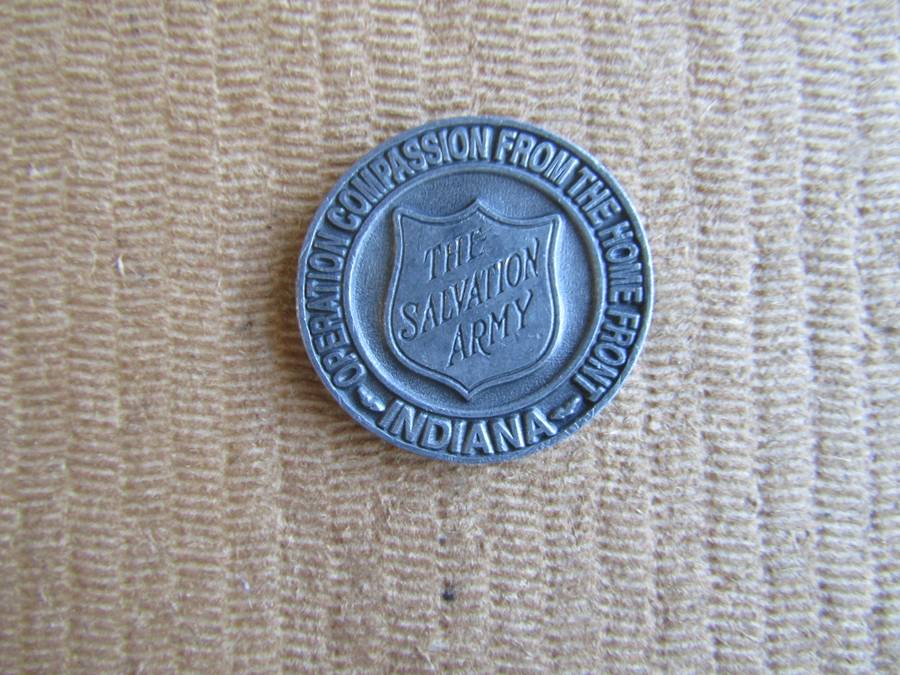 OPERATION COMPASSION FROM THE HOME FRONT
THE
SALVATION
ARMY
INDIANA